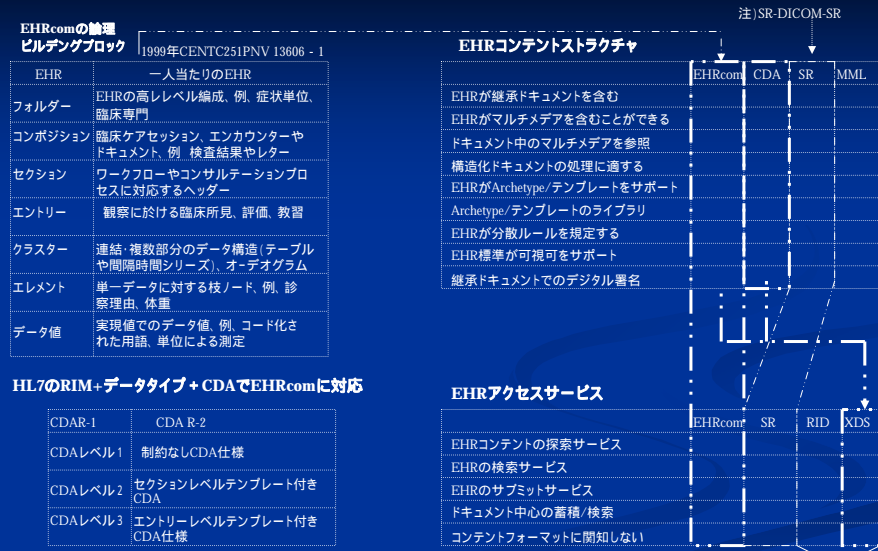 注)SR-DICOM-SR
EHRcomの論理
ビルデングブロック
1999年CENTC251PNV 13606 - 1
EHR 一人当たりのEHR
フォルダー EHRの高レレベル編成、例、症状単位、
臨床専門
コンポジション 臨床ケアセッション、エンカウンターや
ドキュメント、例 検査結果やレター
セクション ワークフローやコンサルテーションプロ
セスに対応するヘッダー
エントリー 観察に於ける臨床所見、評価、教習
クラスター 連結・複数部分のデータ構造(テーブル
や間隔時間シリーズ)、オｰデオグラム
エレメント 単一データに対する枝ノード、例、診
察理由、体重
データ値 実現値でのデータ値、例、コード化さ
れた用語、単位による測定
HL7のRIM+データタイプ + CDAでEHRcomに対応
CDAR-1 CDA R-2
CDAレベル 1 制約なしCDA仕様
CDAレベル 2 セクションレベルテンプレート付き
CDA
CDAレベル 3 エントリーレベルテンプレート付き
CDA仕様
EHRコンテントストラクチャ
EHRcom CDA SR MML
EHRが継承ドキュメントを含む
EHRがマルチメデアを含むことができる
ドキュメント中のマルチメデアを参照
構造化ドキュメントの処理に適する
EHRがArchetype/テンプレートをサポート
Archetype/テンプレートのライブラリ
EHRが分散ルールを規定する
EHR標準が可視可をサポート
継承ドキュメントでのデジタル署名
EHRアクセスサービス
EHRcom SR RID XDS
EHRコンテントの探索サービス
EHRの検索サービス
EHRのサブミットサービス
ドキュメント中心の蓄積/検索
コンテントフォーマットに関知しない